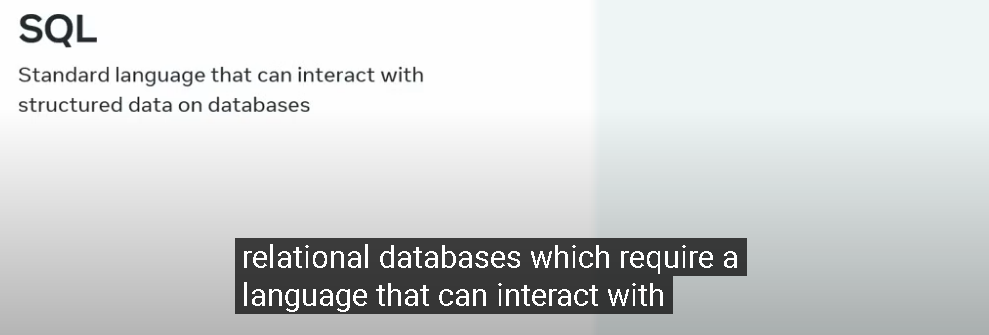 SQL
Standard language that can interact with
structured data on databases
relational databases which require a
language that can interact with